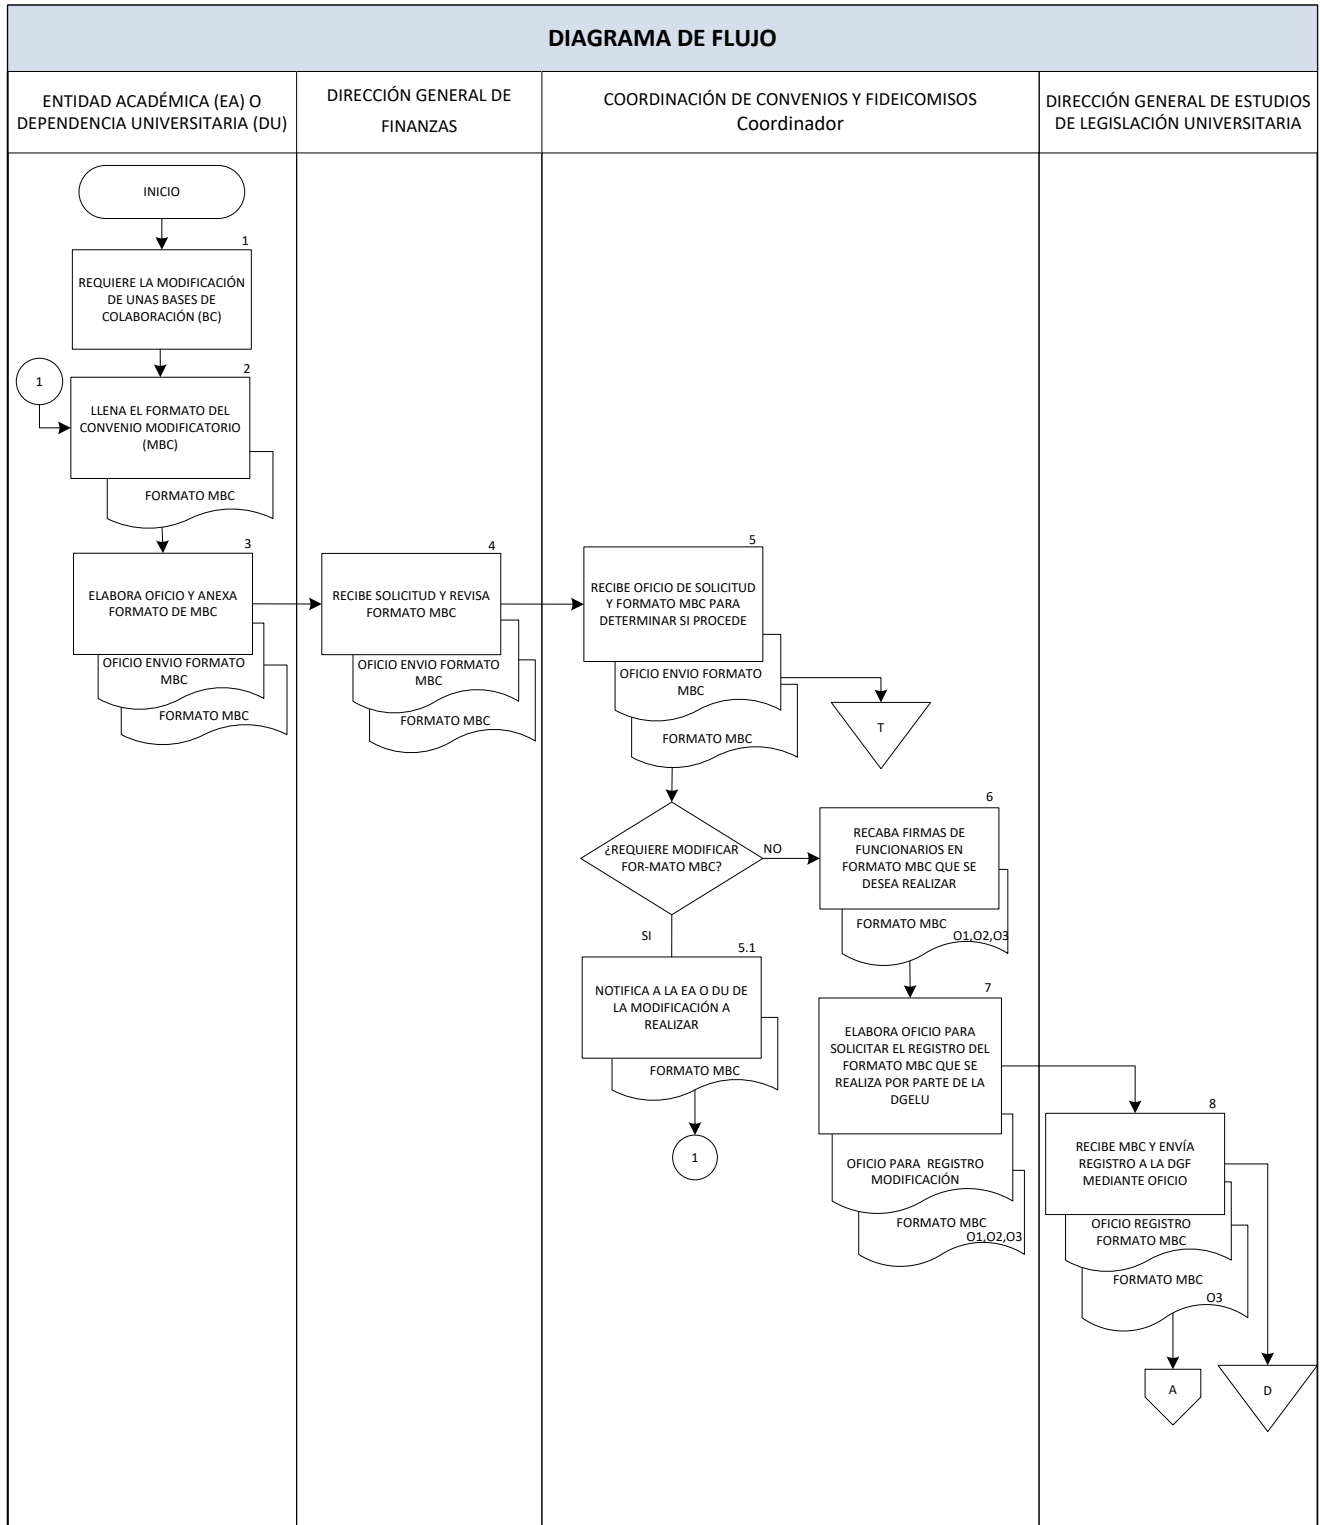 DIAGRAMA DE FLUJO
ENTIDAD ACADÉMICA (EA) O
DEPENDENCIA UNIVERSITARIA (DU)
DIRECCIÓN GENERAL DE
FINANZAS
COORDINACIÓN DE CONVENIOS Y FIDEICOMISOS
Coordinador
DIRECCIÓN GENERAL DE ESTUDIOS
DE LEGISLACIÓN UNIVERSITARIA
INICIO
1
REQUIERE LA MODIFICACIÓN
DE UNAS BASES DE
COLABORACIÓN (BC)
1
2
LLENA EL FORMATO DEL
CONVENIO MODIFICATORIO
(MBC)
FORMATO MBC
3
ELABORA OFICIO Y ANEXA
FORMATO DE MBC
OFICIO ENVIO FORMATO
MBC
FORMATO MBC
4
RECIBE SOLICITUD Y REVISA
FORMATO MBC
OFICIO ENVIO FORMATO
MBC
FORMATO MBC
5
RECIBE OFICIO DE SOLICITUD
Y FORMATO MBC PARA
DETERMINAR SI PROCEDE
OFICIO ENVIO FORMATO
MBC
FORMATO MBC
T
¿REQUIERE MODIFICAR
FOR-MATO MBC?
NO
SI
6
RECABA FIRMAS DE
FUNCIONARIOS EN
FORMATO MBC QUE SE
DESEA REALIZAR
FORMATO MBC
O1,O2,O3
5.1
NOTIFICA A LA EA O DU DE
LA MODIFICACIÓN A
REALIZAR
FORMATO MBC
1
7
ELABORA OFICIO PARA
SOLICITAR EL REGISTRO DEL
FORMATO MBC QUE SE
REALIZA POR PARTE DE LA
DGELU
OFICIO PARA  REGISTRO
MODIFICACIÓN
FORMATO MBC
O1,O2,O3
8
RECIBE MBC Y ENVÍA
REGISTRO A LA DGF
MEDIANTE OFICIO
OFICIO REGISTRO
FORMATO MBC
FORMATO MBC
O3
A
D